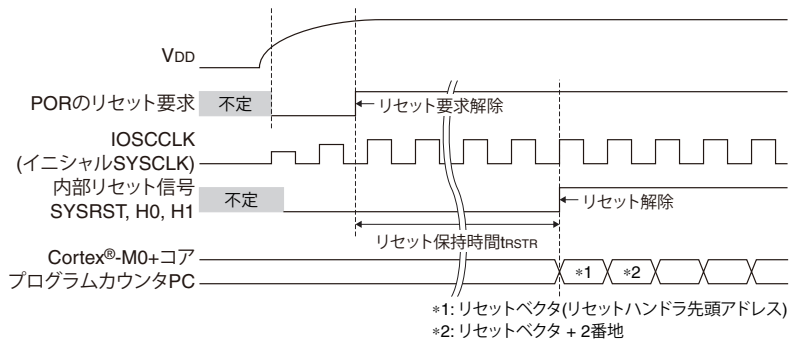 VDD
PORのリセット要求
不定
リセット要求解除
IOSCCLK
(イニシャルSYSCLK)
内部リセット信号
SYSRST, H0, H1
不定
リセット解除
リセット保持時間tRSTR
Cortex®-M0+コア
プログラムカウンタPC
*1
*2
*1: リセットベクタ(リセットハンドラ先頭アドレス)
*2: リセットベクタ + 2番地